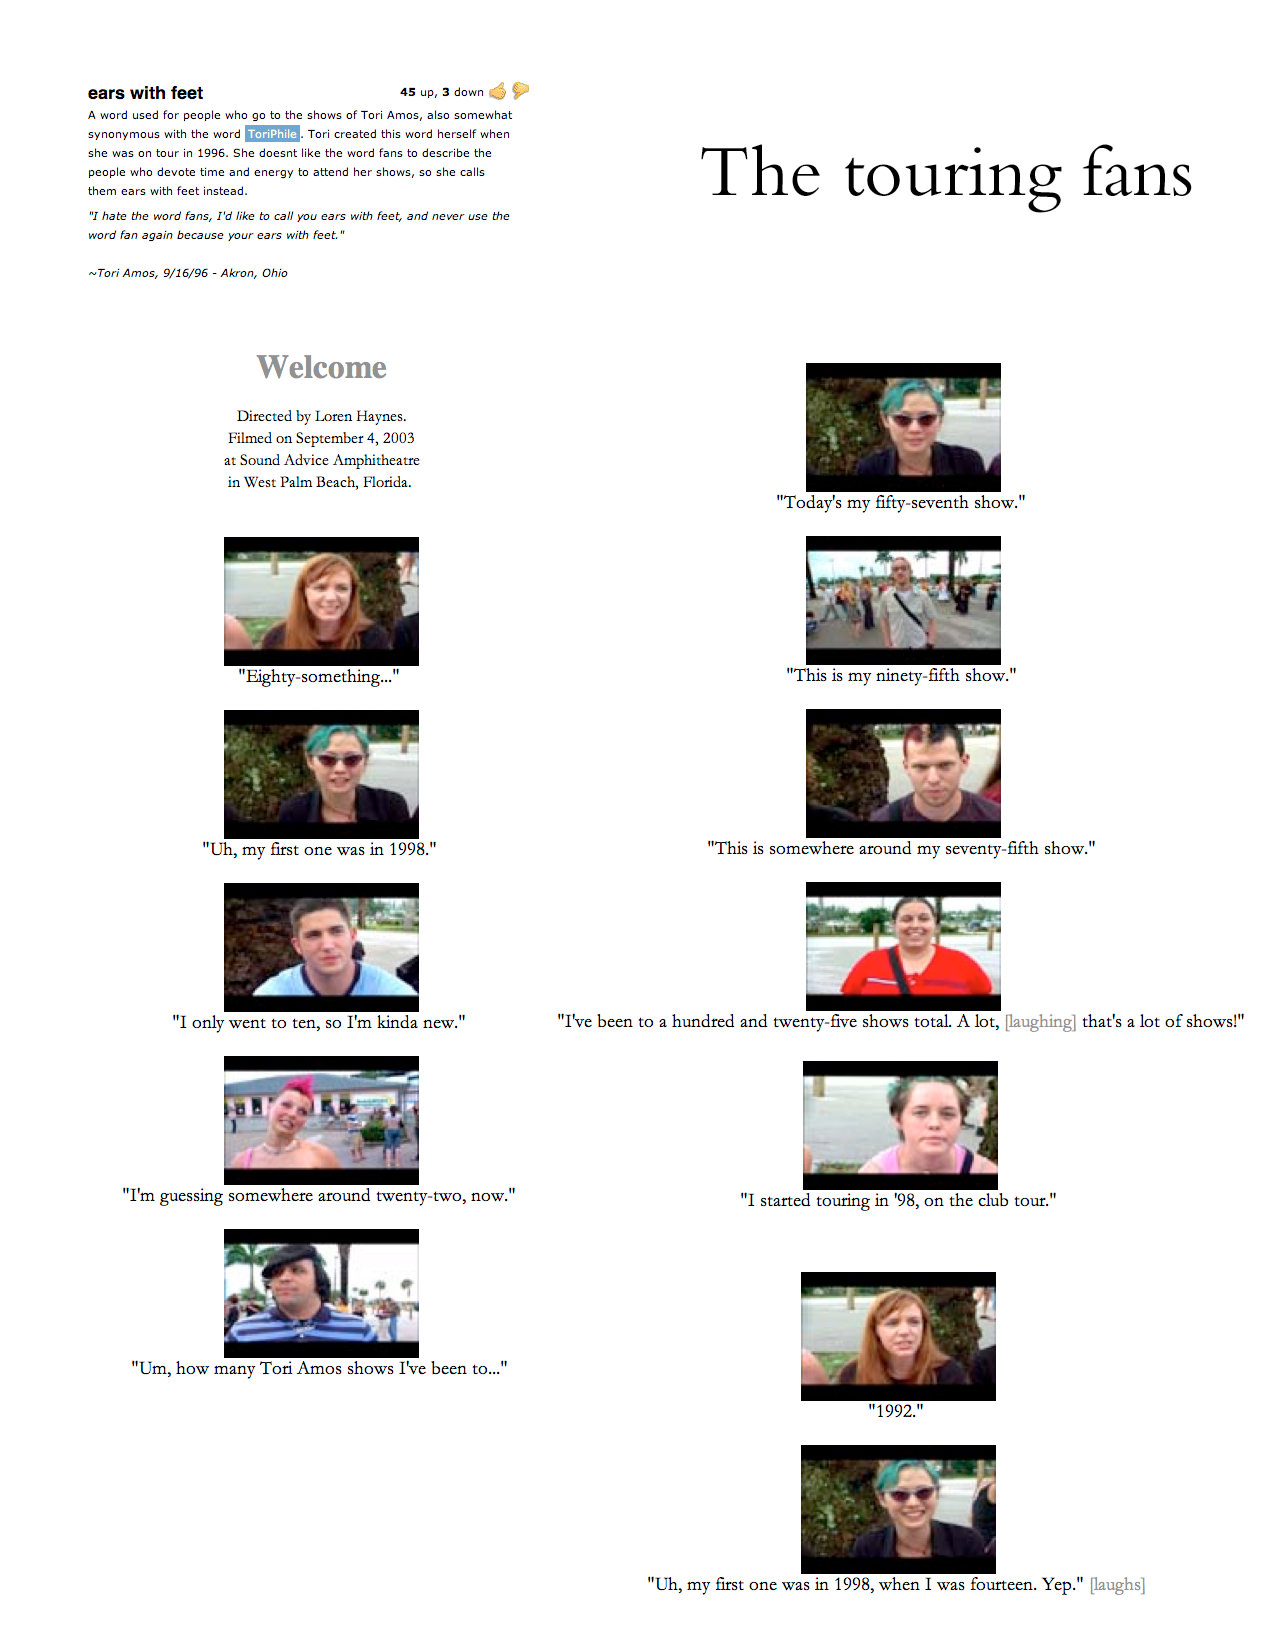 ears with feet
45 up, 3 down
A word used for people who go to the shows of Tori Amos, also somewhat
synonymous with the word ToriPhile. Tori created this word herself when
she was on tour in 1996. She doesnt like the word fans to describe the
people who devote time and energy to attend her shows, so she calls
them ears with feet instead.
"I hate the word fans, I'd like to call you ears with feet, and never use the
word fan again because your ears with feet."
~Tori Amos, 9/16/96 - Akron, Ohio
The touring fans
Welcome
Directed by Loren Haynes.
Filmed on September 4, 2003
at Sound Advice Amphitheatre
in West Palm Beach, Florida.
"Eighty-something..."
"Uh, my first one was in 1998."
"I only went to ten, so I'm kinda new."
"I'm guessing somewhere around twenty-two, now."
"Um, how many Tori Amos shows I've been to..."
"Today's my fifty-seventh show."
"This is my ninety-fifth show."
"This is somewhere around my seventy-fifth show."
"I've been to a hundred and twenty-five shows total. A lot, [laughing] that's a lot of shows!"
"I started touring in '98, on the club tour."
"1992."
"Uh, my first one was in 1998, when I was fourteen. Yep." [laughs]